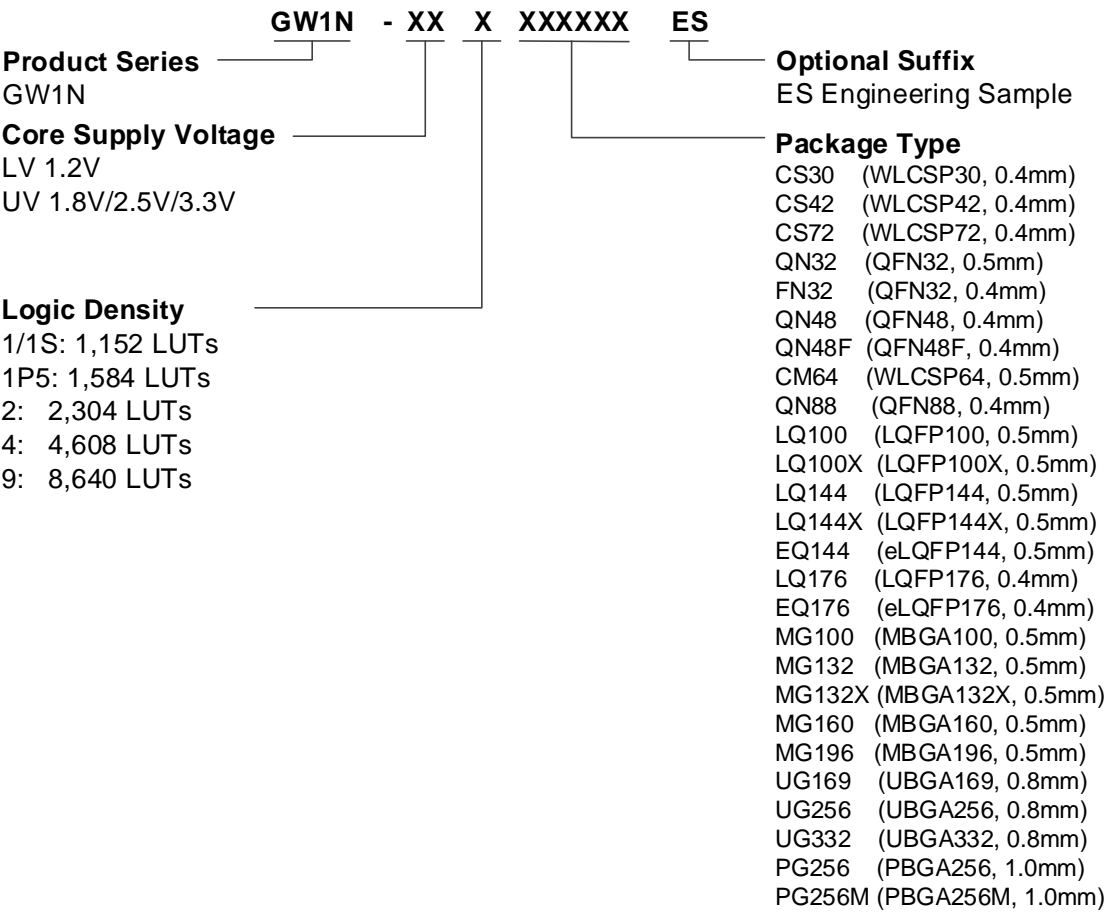 GW1N - XX X XXXXXX ES
Product Series
GW1N
Core Supply Voltage
LV 1.2V
UV 1.8V/2.5V/3.3V
Logic Density
1/1S: 1,152 LUTs
1P5: 1,584 LUTs
2: 2,304 LUTs
4: 4,608 LUTs
9: 8,640 LUTs
Optional Suffix
ES Engineering Sample
Package Type
CS30 (WLCSP30, 0.4mm)
CS42 (WLCSP42, 0.4mm)
CS72 (WLCSP72, 0.4mm)
QN32 (QFN32, 0.5mm)
FN32 (QFN32, 0.4mm)
QN48 (QFN48, 0.4mm)
QN48F (QFN48F, 0.4mm)
CM64 (WLCSP64, 0.5mm)
QN88 (QFN88, 0.4mm)
LQ100 (LQFP100, 0.5mm)
LQ100X (LQFP100X, 0.5mm)
LQ144 (LQFP144, 0.5mm)
LQ144X (LQFP144X, 0.5mm)
EQ144 (eLQFP144, 0.5mm)
LQ176 (LQFP176, 0.4mm)
EQ176 (eLQFP176, 0.4mm)
MG100 (MBGA100, 0.5mm)
MG132 (MBGA132, 0.5mm)
MG132X (MBGA132X, 0.5mm)
MG160 (MBGA160, 0.5mm)
MG196 (MBGA196, 0.5mm)
UG169 (UBGA169, 0.8mm)
UG256 (UBGA256, 0.8mm)
UG332 (UBGA332, 0.8mm)
PG256 (PBGA256, 1.0mm)
PG256M (PBGA256M, 1.0mm)